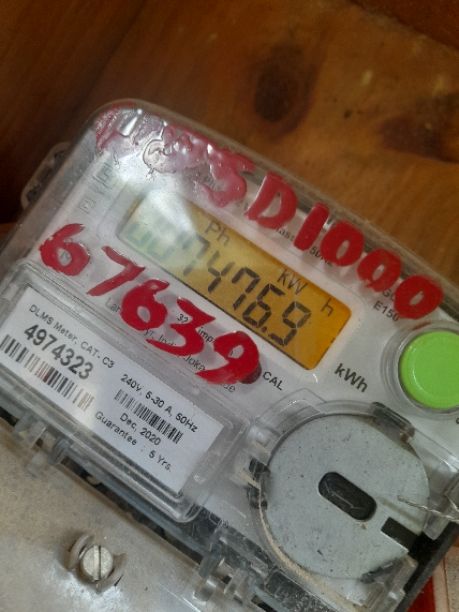 D1000
E150
Ph
kW h
7476.9
67639
CAL
kWh
DLMS Meter, CAT- C3
4974323
240V, 5-30 A, 50Hz
Dec, 2020
Guarantee : 5 Yrs.